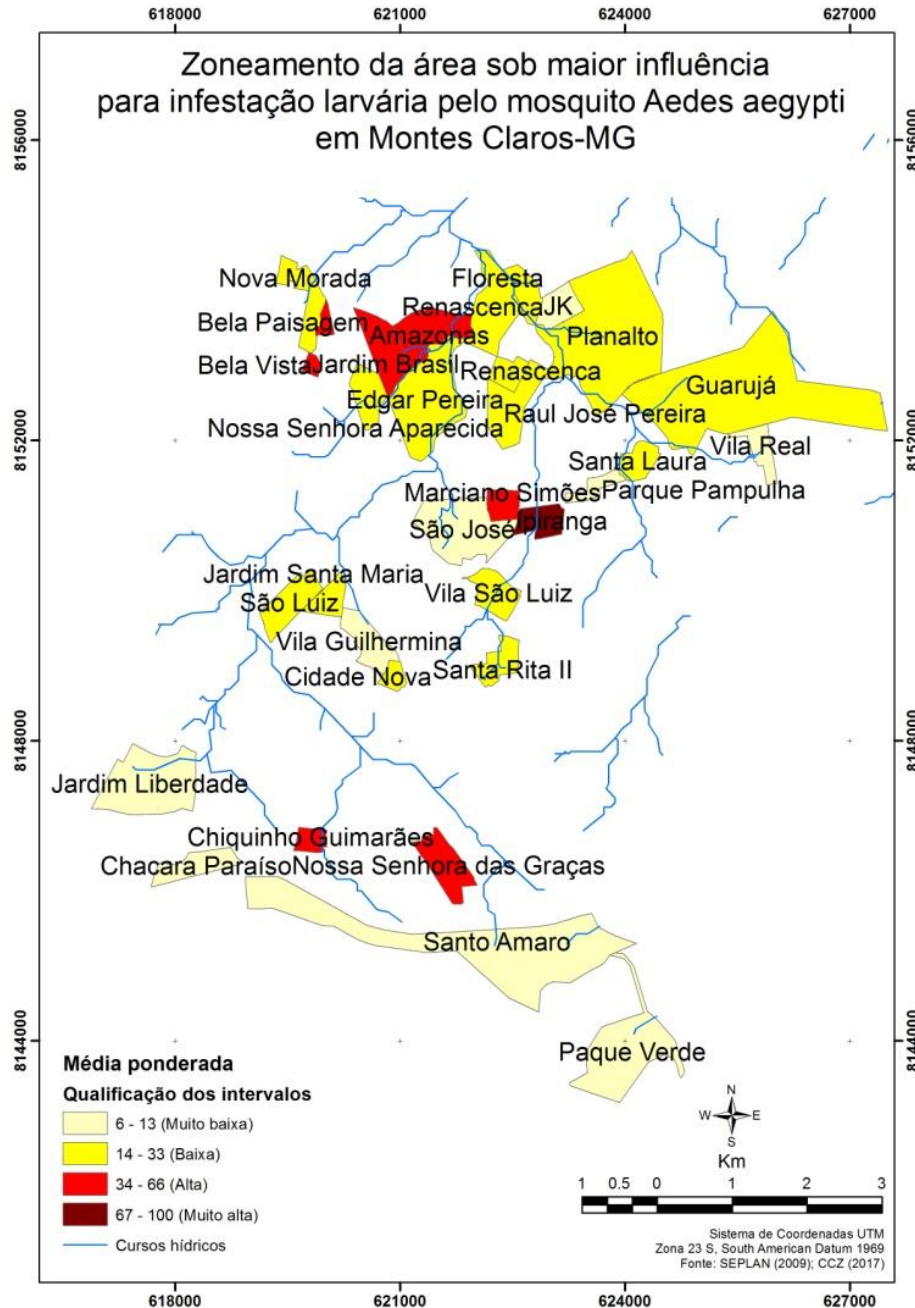 618000 621000 624000 627000
Zoneamento da área sob maior influência
para infestação larvária pelo mosquito Aedes aegypti
em Montes Claros-MG
8156000 8156000
Nova Morada Floresta
Renascenca JK
Bela Paisagem Amazonas Planalto
Bela Vista Jardim Brasil Renascenca
Guarujá
Edgar Pereira
Raul José Pereira
Nossa Senhora Aparecida
8152000 8152000
Vila Real
Santa Laura
Marciano Simões Parque Pampulha
São José Ipiranga
Jardim Santa Maria
São Luiz Vila São Luiz
Vila Guilhermina
Cidade Nova Santa Rita II
8148000 8148000
Jardim Liberdade
Chiquinho Guimarães
Chacara Paraíso Nossa Senhora das Graças
Santo Amaro
8144000 8144000
Paque Verde
Média ponderada
Qualificação dos intervalos
6 - 13 (Muito baixa)
14 - 33 (Baixa)
34 - 66 (Alta)
67 - 100 (Muito alta)
Cursos hídricos
N
W E
S
Km
1 0.5 0 1 2 3
Sistema de Coordenadas UTM
Zona 23 S, South American Datum 1969
Fonte: SEPLAN (2009); CCZ (2017)
618000 621000 624000 627000